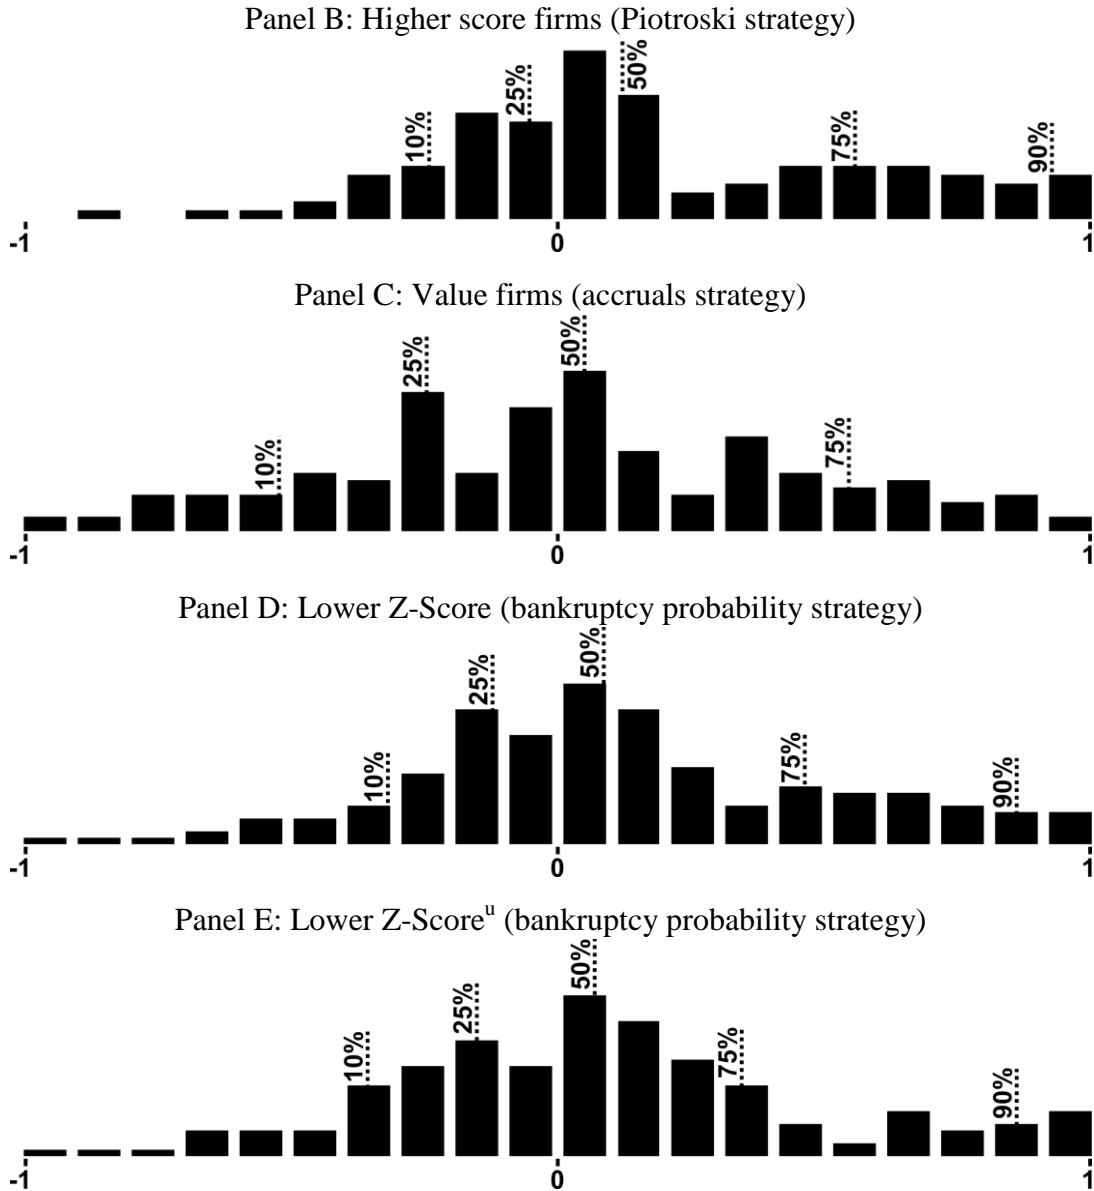 Panel B: Higher score firms (Piotroski strategy)
10%
25%
50%
75%
90%
-1 0 1
Panel C: Value firms (accruals strategy)
10%
25%
50%
75%
-1 0 1
Panel D: Lower Z-Score (bankruptcy probability strategy)
10%
25%
50%
75%
90%
-1 0 1
Panel E: Lower Z-Scoreᵘ (bankruptcy probability strategy)
10%
25%
50%
75%
90%
-1 0 1